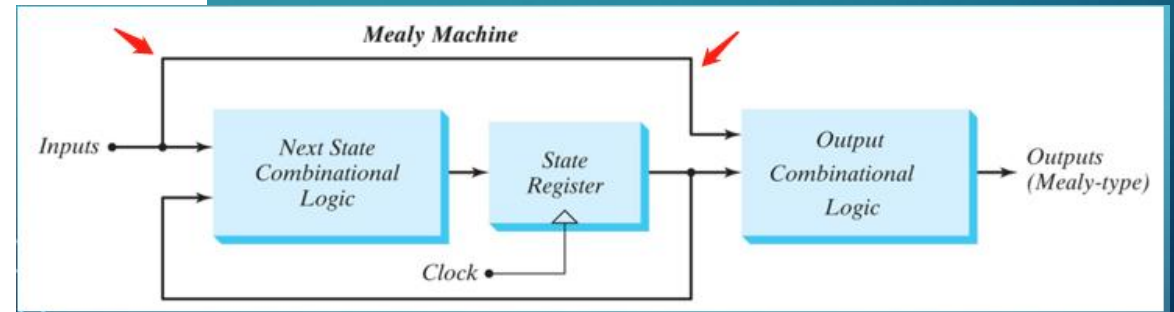 Mealy Machine
Inputs
Next State
Combinational
Logic
State
Register
Output
Combinational
Logic
Outputs
(Mealy-type)
Clock